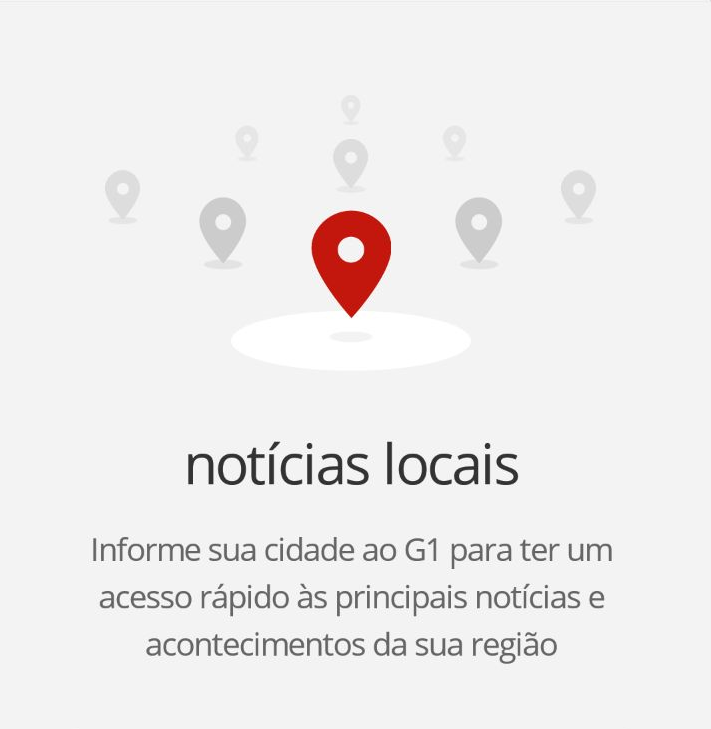 notícias locais
Informe sua cidade ao G1 para ter um
acesso rápido às principais notícias e
acontecimentos da sua região